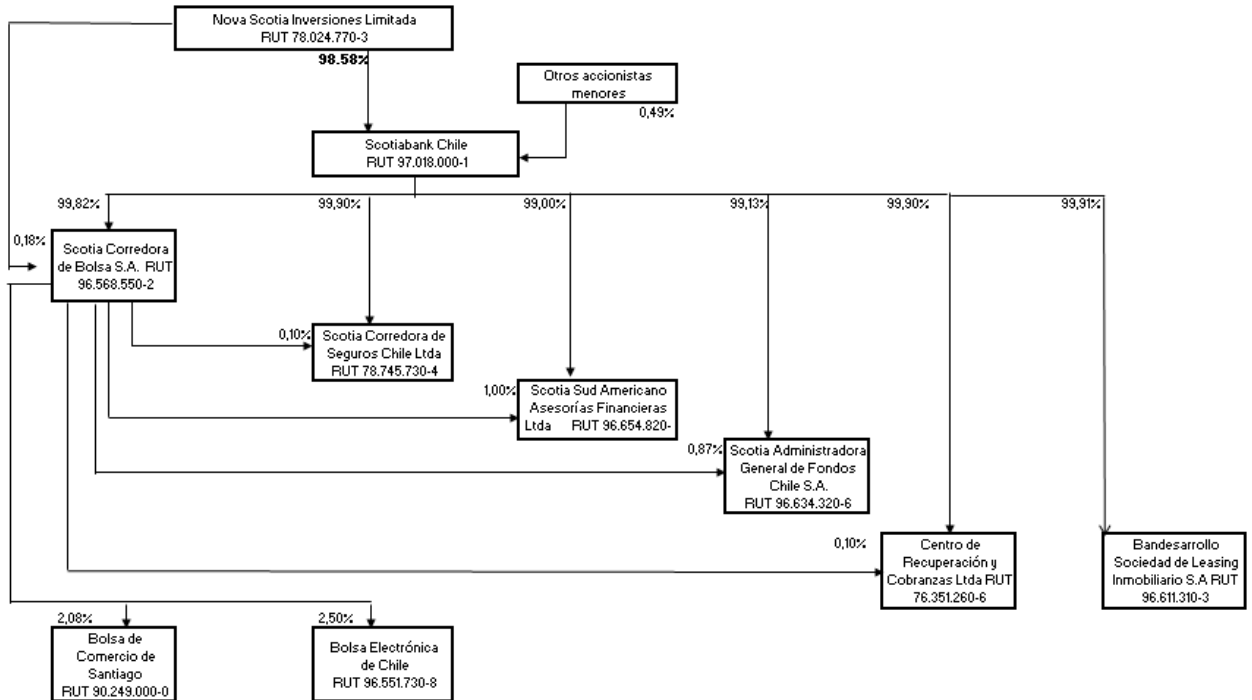 Nova Scotia Inversiones Limitada
RUT 78.024.770-3
98.58%
Otros accionistas
menores
0,49%
Scotiabank Chile
RUT 97.018.000-1
99,82%
99,90%
99,00%
99,13%
99,90%
99,91%
0,18%
Scotia Corredora
de Bolsa S.A. RUT
96.568.550-2
0,10%
Scotia Corredora de
Seguros Chile Ltda
RUT 78.745.730-4
1,00%
Scotia Sud Americano
Asesorías Financieras
Ltda RUT 96.654.820-
0,87%
Scotia Administradora
General de Fondos
Chile S.A.
RUT 96.634.320-6
0,10%
Centro de
Recuperación y
Cobranzas Ltda RUT
76.351.260-6
Bandesarrollo
Sociedad de Leasing
Inmobiliario S.A RUT
96.611.310-3
2,08%
Bolsa de
Comercio de
Santiago
RUT 90.249.000-0
2,50%
Bolsa Electrónica
de Chile
RUT 96.551.730-8